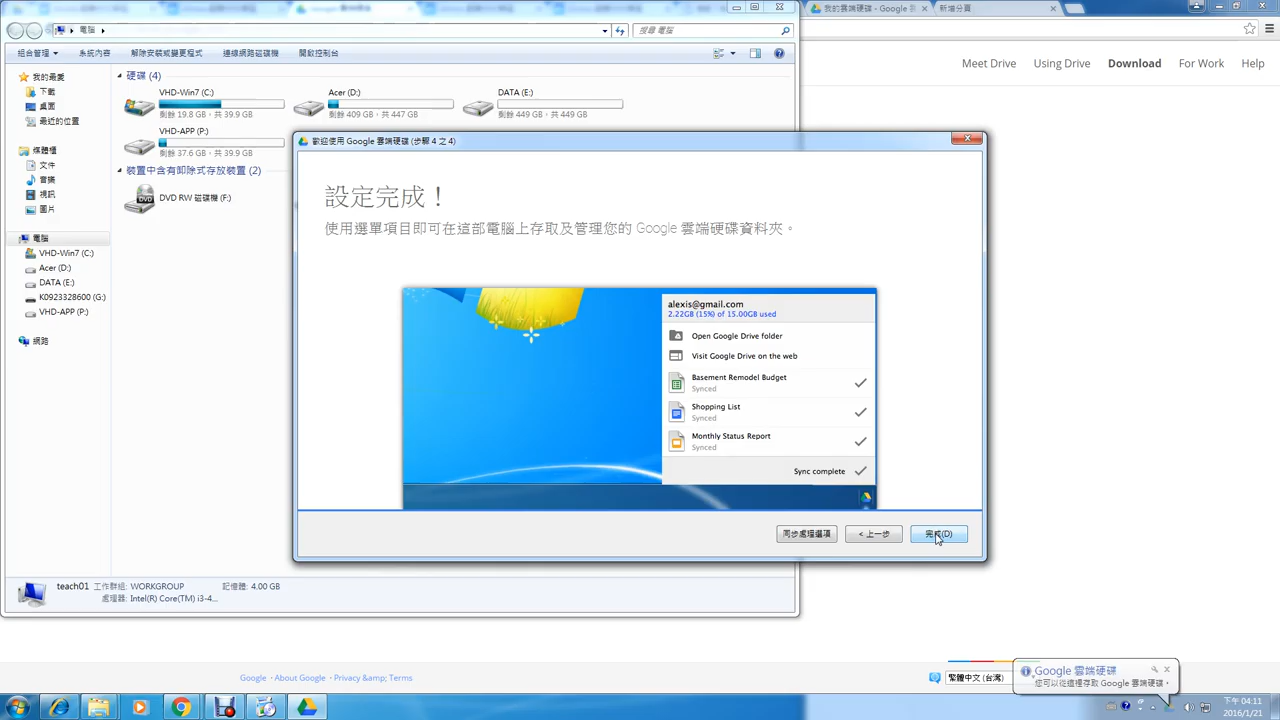 我的雲端硬碟 - Google 雲
新增分頁
電腦
搜尋 電腦
組合管理
系統內容
解除安裝或變更程式
連線網路磁碟機
開啟控制台
Meet Drive
Using Drive
Download
For Work
Help
我的最愛
下載
桌面
最近的位置
媒體櫃
文件
音樂
視訊
圖片
電腦
VHD-Win7 (C:)
Acer (D:)
DATA (E:)
K0923328600 (G:)
VHD-APP (P:)
網路
硬碟 (4)
VHD-Win7 (C:)
剩餘 19.8 GB，共 39.9 GB
Acer (D:)
剩餘 409 GB，共 447 GB
DATA (E:)
剩餘 449 GB，共 449 GB
VHD-APP (P:)
剩餘 37.6 GB，共 39.9 GB
裝置中含有卸除式存放裝置 (2)
DVD
DVD RW 磁碟機 (F:)
歡迎使用 Google 雲端硬碟 (步驟 4 之 4)
設定完成！
使用選單項目即可在這部電腦上存取及管理您的 Google 雲端硬碟資料夾。
alexis@gmail.com
2.22GB (15%) of 15.00GB used
Open Google Drive folder
Visit Google Drive on the web
Basement Remodel Budget
Synced
Shopping List
Synced
Monthly Status Report
Synced
Sync complete
同步處理選項
< 上一步
完成(D)
teach01
工作群組: WORKGROUP
記憶體: 4.00 GB
處理器: Intel(R) Core(TM) i3-4...
Google · About Google · Privacy &amp; Terms
繁體中文 (台灣)
Google 雲端硬碟
您可以從這裡存取 Google 雲端硬碟。
下午 04:11
2016/1/21